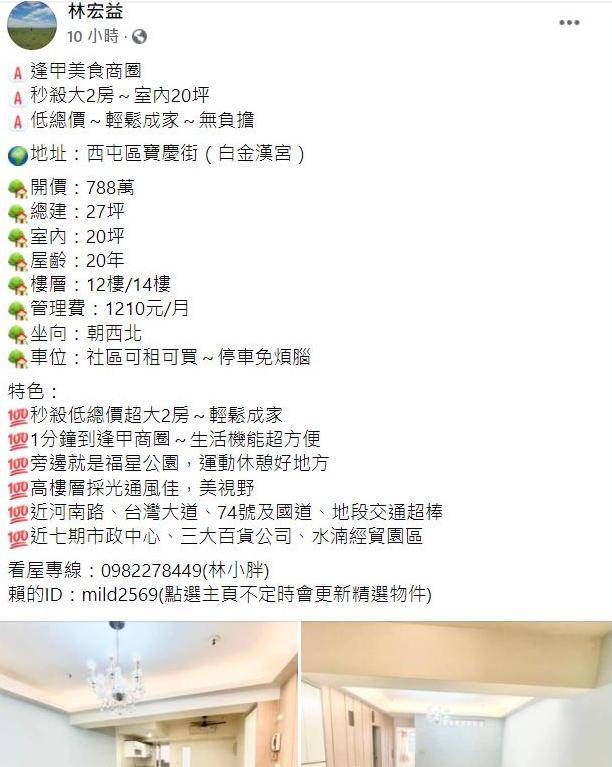 林宏益
10 小時 ·
🅰逢甲美食商圈
🅰秒殺大2房～室內20坪
🅰低總價～輕鬆成家～無負擔
🌍地址：西屯區寶慶街（白金漢宮）
🏡開價：788萬
🏡總建：27坪
🏡室內：20坪
🏡屋齡：20年
🏡樓層：12樓/14樓
🏡管理費：1210元/月
🏡坐向：朝西北
🏡車位：社區可租可買～停車免煩腦
特色：
💯秒殺低總價超大2房～輕鬆成家
💯1分鐘到逢甲商圈～生活機能超方便
💯旁邊就是福星公園，運動休憩好地方
💯高樓層採光通風佳，美視野
💯近河南路、台灣大道、74號及國道、地段交通超棒
💯近七期市政中心、三大百貨公司、水湳經貿園區
看屋專線：0982278449(林小胖)
賴的ID：mild2569(點選主頁不定時會更新精選物件)